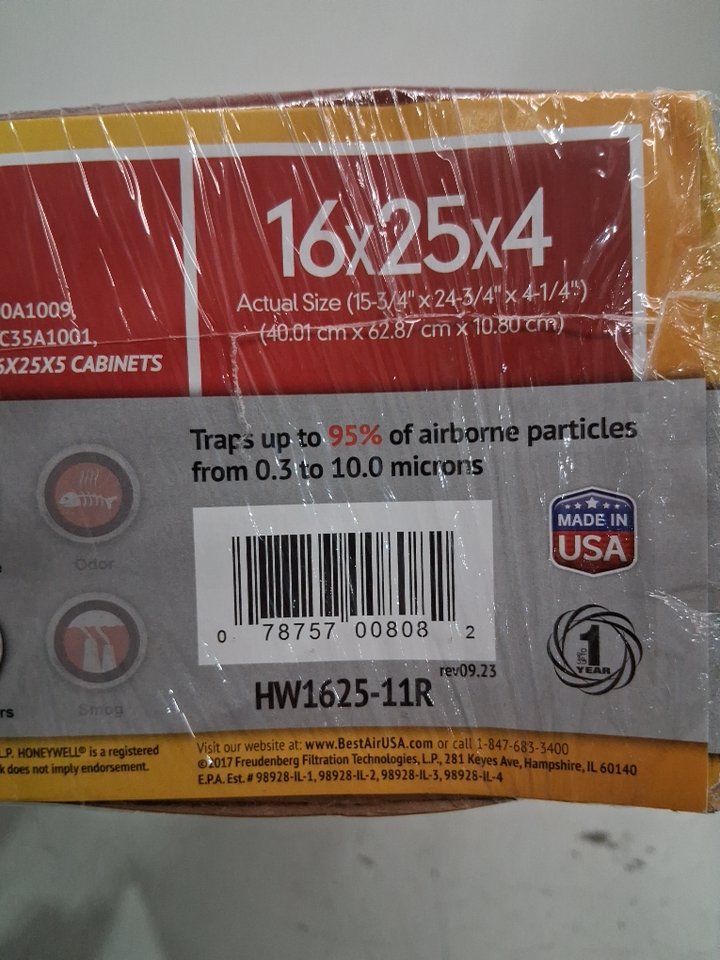 16x25x4
Actual Size (15-3/4" x 24-3/4" x 4-1/4")
(40.01 cm x 62.87 cm x 10.80 cm)
0A1009,
C35A1001,
6X25X5 CABINETS
Traps up to 95% of airborne particles
from 0.3 to 10.0 microns
Odor
Smog
rs
MADE IN
USA
0 78757 00808 2
rev09.23
HW1625-11R
up to
1
YEAR
L.P. HONEYWELL® is a registered
k does not imply endorsement.
Visit our website at: www.BestAirUSA.com or call 1-847-683-3400
©2017 Freudenberg Filtration Technologies, L.P., 281 Keyes Ave, Hampshire, IL 60140
E.P.A. Est. # 98928-IL-1, 98928-IL-2, 98928-IL-3, 98928-IL-4